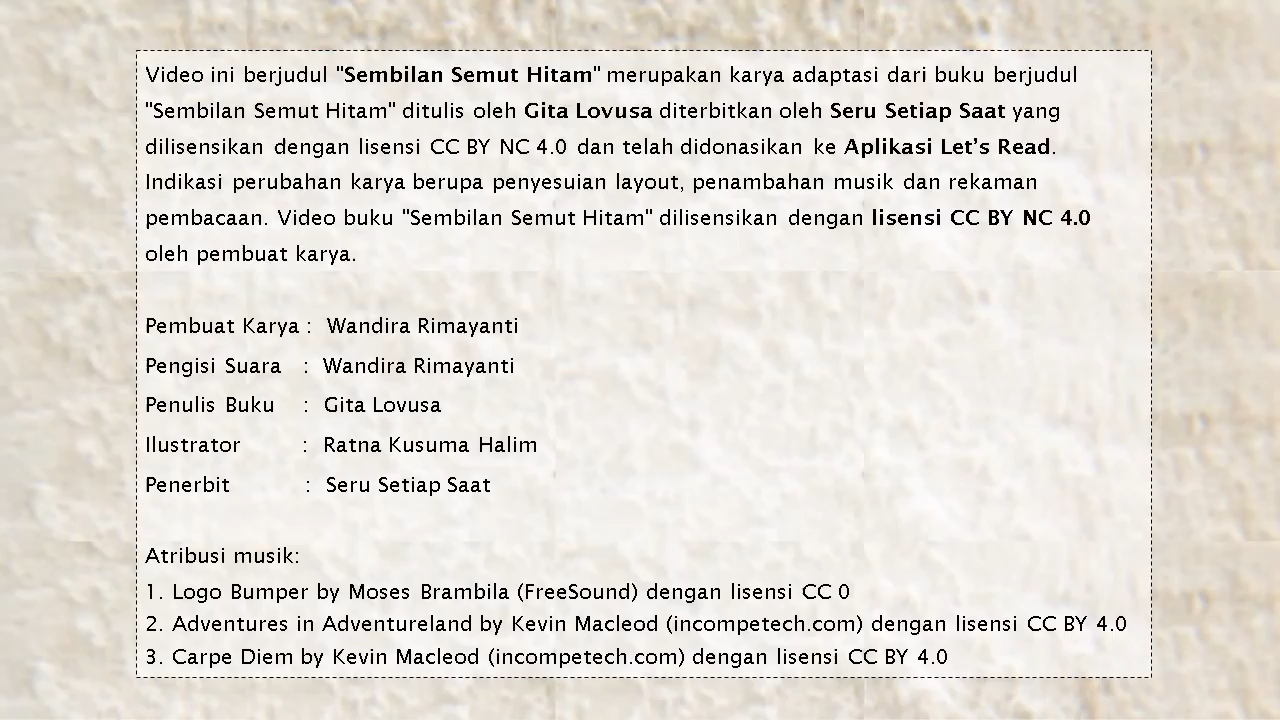 Video ini berjudul "Sembilan Semut Hitam" merupakan karya adaptasi dari buku berjudul
"Sembilan Semut Hitam" ditulis oleh Gita Lovusa diterbitkan oleh Seru Setiap Saat yang
dilisensikan dengan lisensi CC BY NC 4.0 dan telah didonasikan ke Aplikasi Let's Read.
Indikasi perubahan karya berupa penyesuian layout, penambahan musik dan rekaman
pembacaan. Video buku "Sembilan Semut Hitam" dilisensikan dengan lisensi CC BY NC 4.0
oleh pembuat karya.
Pembuat Karya : Wandira Rimayanti
Pengisi Suara : Wandira Rimayanti
Penulis Buku : Gita Lovusa
Ilustrator : Ratna Kusuma Halim
Penerbit : Seru Setiap Saat
Atribusi musik:
1. Logo Bumper by Moses Brambila (FreeSound) dengan lisensi CC 0
2. Adventures in Adventureland by Kevin Macleod (incompetech.com) dengan lisensi CC BY 4.0
3. Carpe Diem by Kevin Macleod (incompetech.com) dengan lisensi CC BY 4.0